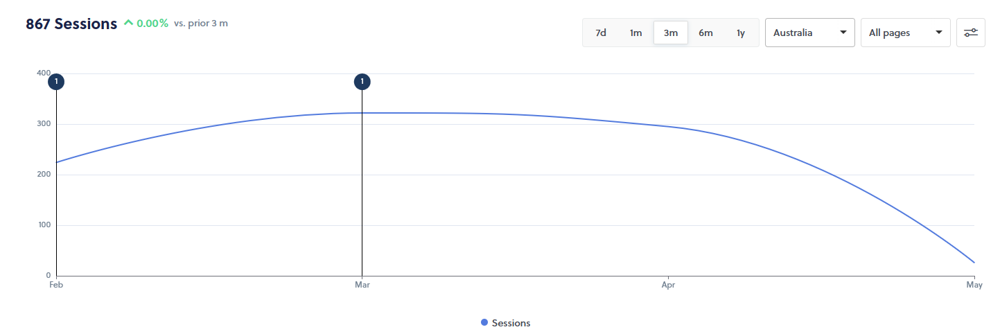 867 Sessions 0.00% vs. prior 3 m
7d 1m 3m 6m 1y Australia All pages
400
1 1
300
200
100
0
Feb Mar Apr May
Sessions